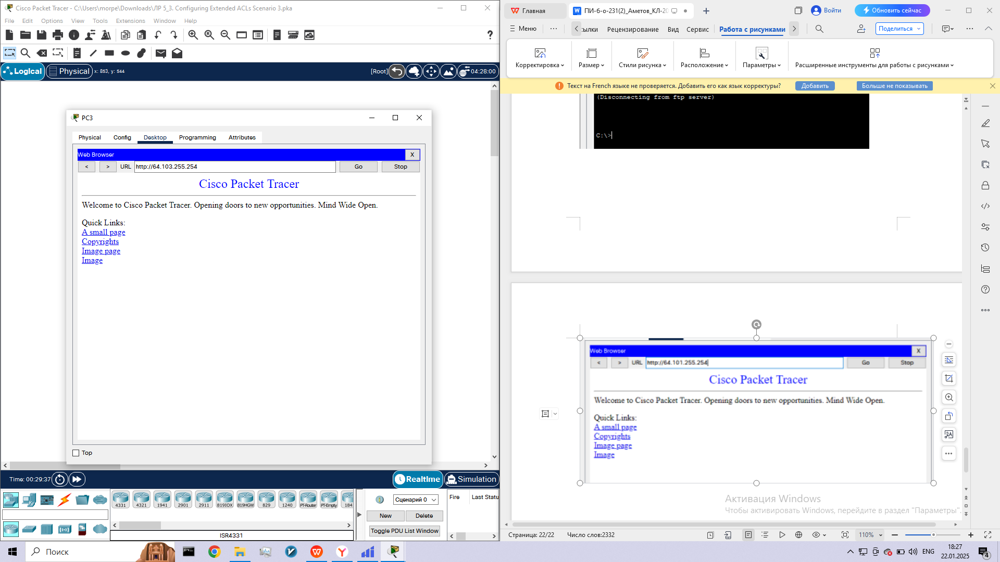 Cisco Packet Tracer - C:\Users\morpe\Downloads\ЛР 5_3. Configuring Extended ACLs Scenario 3.pka
File Edit Options View Tools Extensions Window Help
Logical Physical x: 853, y: 544 [Root] 04:28:00
PC3
Physical Config Desktop Programming Attributes
Web Browser X
< > URL http://64.103.255.254 Go Stop
Cisco Packet Tracer
Welcome to Cisco Packet Tracer. Opening doors to new opportunities. Mind Wide Open.
Quick Links:
A small page
Copyrights
Image page
Image
Top
Time: 00:29:37 Realtime Simulation
4331 4321 1941 2901 2911 819IOX 819HGW 829 1240 PT-Router PT-Empty 184
Сценарий 0
New Delete
Toggle PDU List Window
Fire Last Statu
ISR4331
Главная ПИ-б-о-231(2)_Аметов_КЛ-20 Войти Обновить сейчас
Меню ылки Рецензирование Вид Сервис Работа с рисунками Поделиться
Корректировка Размер Стили рисунка Расположение Параметры Расширенные инструменты для работы с рисунками
Текст на French языке не проверяется. Добавить его как язык корректуры? Добавить Больше не показывать
(Disconnecting from ftp server)
C:\>
Web Browser X
< > URL http://64.101.255.254 Go Stop
Cisco Packet Tracer
Welcome to Cisco Packet Tracer. Opening doors to new opportunities. Mind Wide Open.
Quick Links:
A small page
Copyrights
Image page
Image
Активация Windows
Чтобы активировать Windows, перейдите в раздел "Параметры".
Страница: 22/22 Число слов:2332 110%
Поиск
ENG 18:27
22.01.2025
4